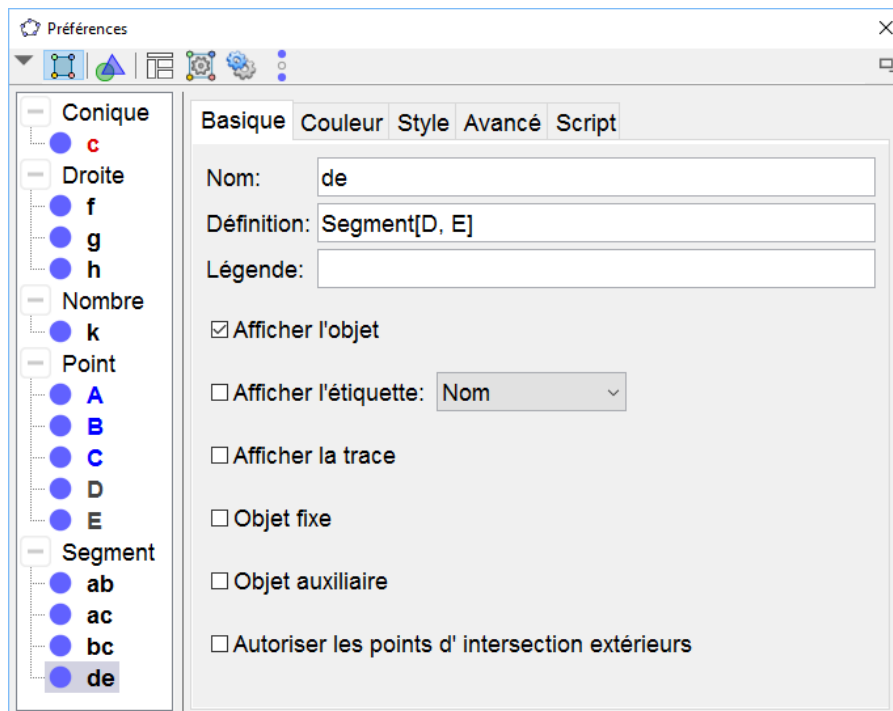 Préférences
Conique
c
Droite
f
g
h
Nombre
k
Point
A
B
C
D
E
Segment
ab
ac
bc
de
Basique Couleur Style Avancé Script
Nom: de
Définition: Segment[D, E]
Légende:
Afficher l'objet
Afficher l'étiquette: Nom
Afficher la trace
Objet fixe
Objet auxiliaire
Autoriser les points d' intersection extérieurs